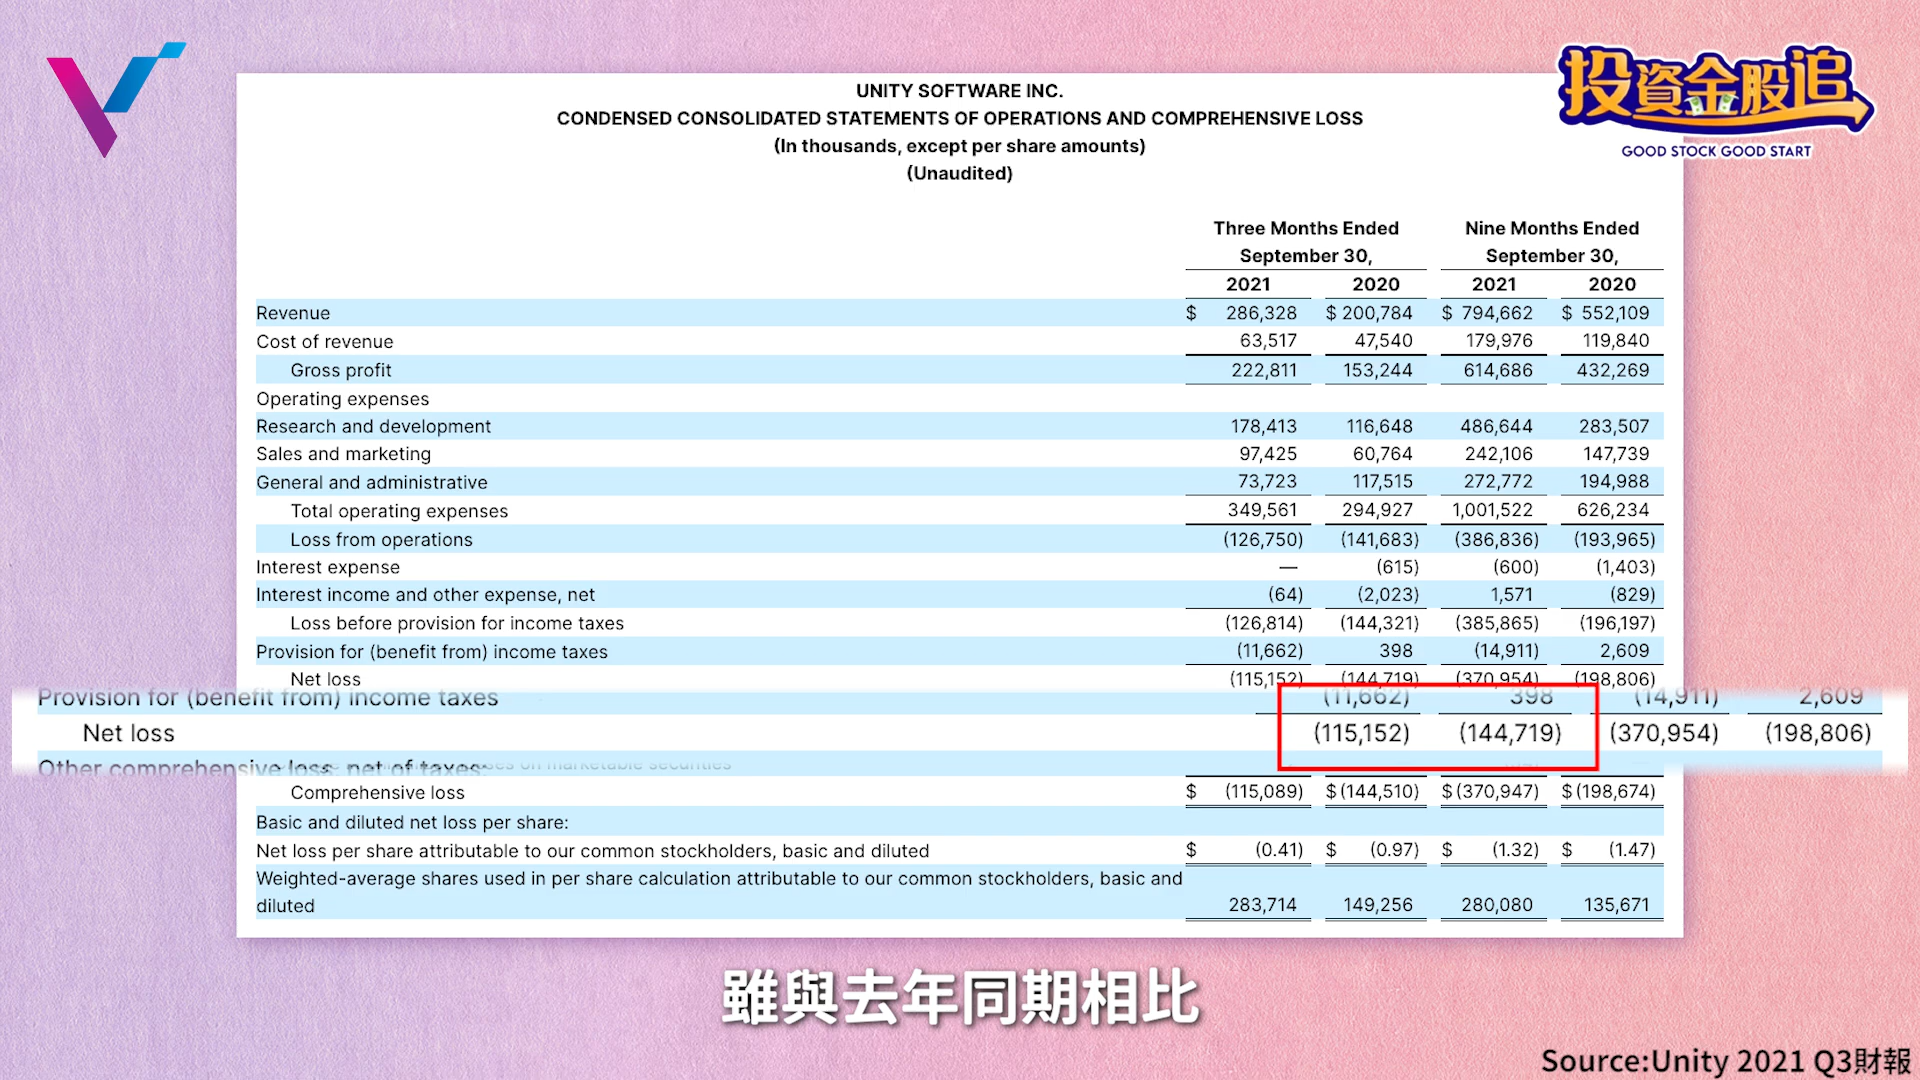 投資金股追
GOOD STOCK GOOD START
UNITY SOFTWARE INC.
CONDENSED CONSOLIDATED STATEMENTS OF OPERATIONS AND COMPREHENSIVE LOSS
(In thousands, except per share amounts)
(Unaudited)
Three Months Ended September 30, Nine Months Ended September 30,
2021 2020 2021 2020
Revenue $ 286,328 $ 200,784 $ 794,662 $ 552,109
Cost of revenue 63,517 47,540 179,976 119,840
Gross profit 222,811 153,244 614,686 432,269
Operating expenses
Research and development 178,413 116,648 486,644 283,507
Sales and marketing 97,425 60,764 242,106 147,739
General and administrative 73,723 117,515 272,772 194,988
Total operating expenses 349,561 294,927 1,001,522 626,234
Loss from operations (126,750) (141,683) (386,836) (193,965)
Interest expense — (615) (600) (1,403)
Interest income and other expense, net (64) (2,023) 1,571 (829)
Loss before provision for income taxes (126,814) (144,321) (385,865) (196,197)
Provision for (benefit from) income taxes (11,662) 398 (14,911) 2,609
Net loss (115,152) (144,719) (370,954) (198,806)
Provision for (benefit from) income taxes (11,662) 398 (14,911) 2,609
Net loss (115,152) (144,719) (370,954) (198,806)
Other comprehensive loss, net of taxes:
Comprehensive loss $ (115,089) $ (144,510) $ (370,947) $ (198,674)
Basic and diluted net loss per share:
Net loss per share attributable to our common stockholders, basic and diluted $ (0.41) $ (0.97) $ (1.32) $ (1.47)
Weighted-average shares used in per share calculation attributable to our common stockholders, basic and
diluted 283,714 149,256 280,080 135,671
雖與去年同期相比
Source:Unity 2021 Q3財報